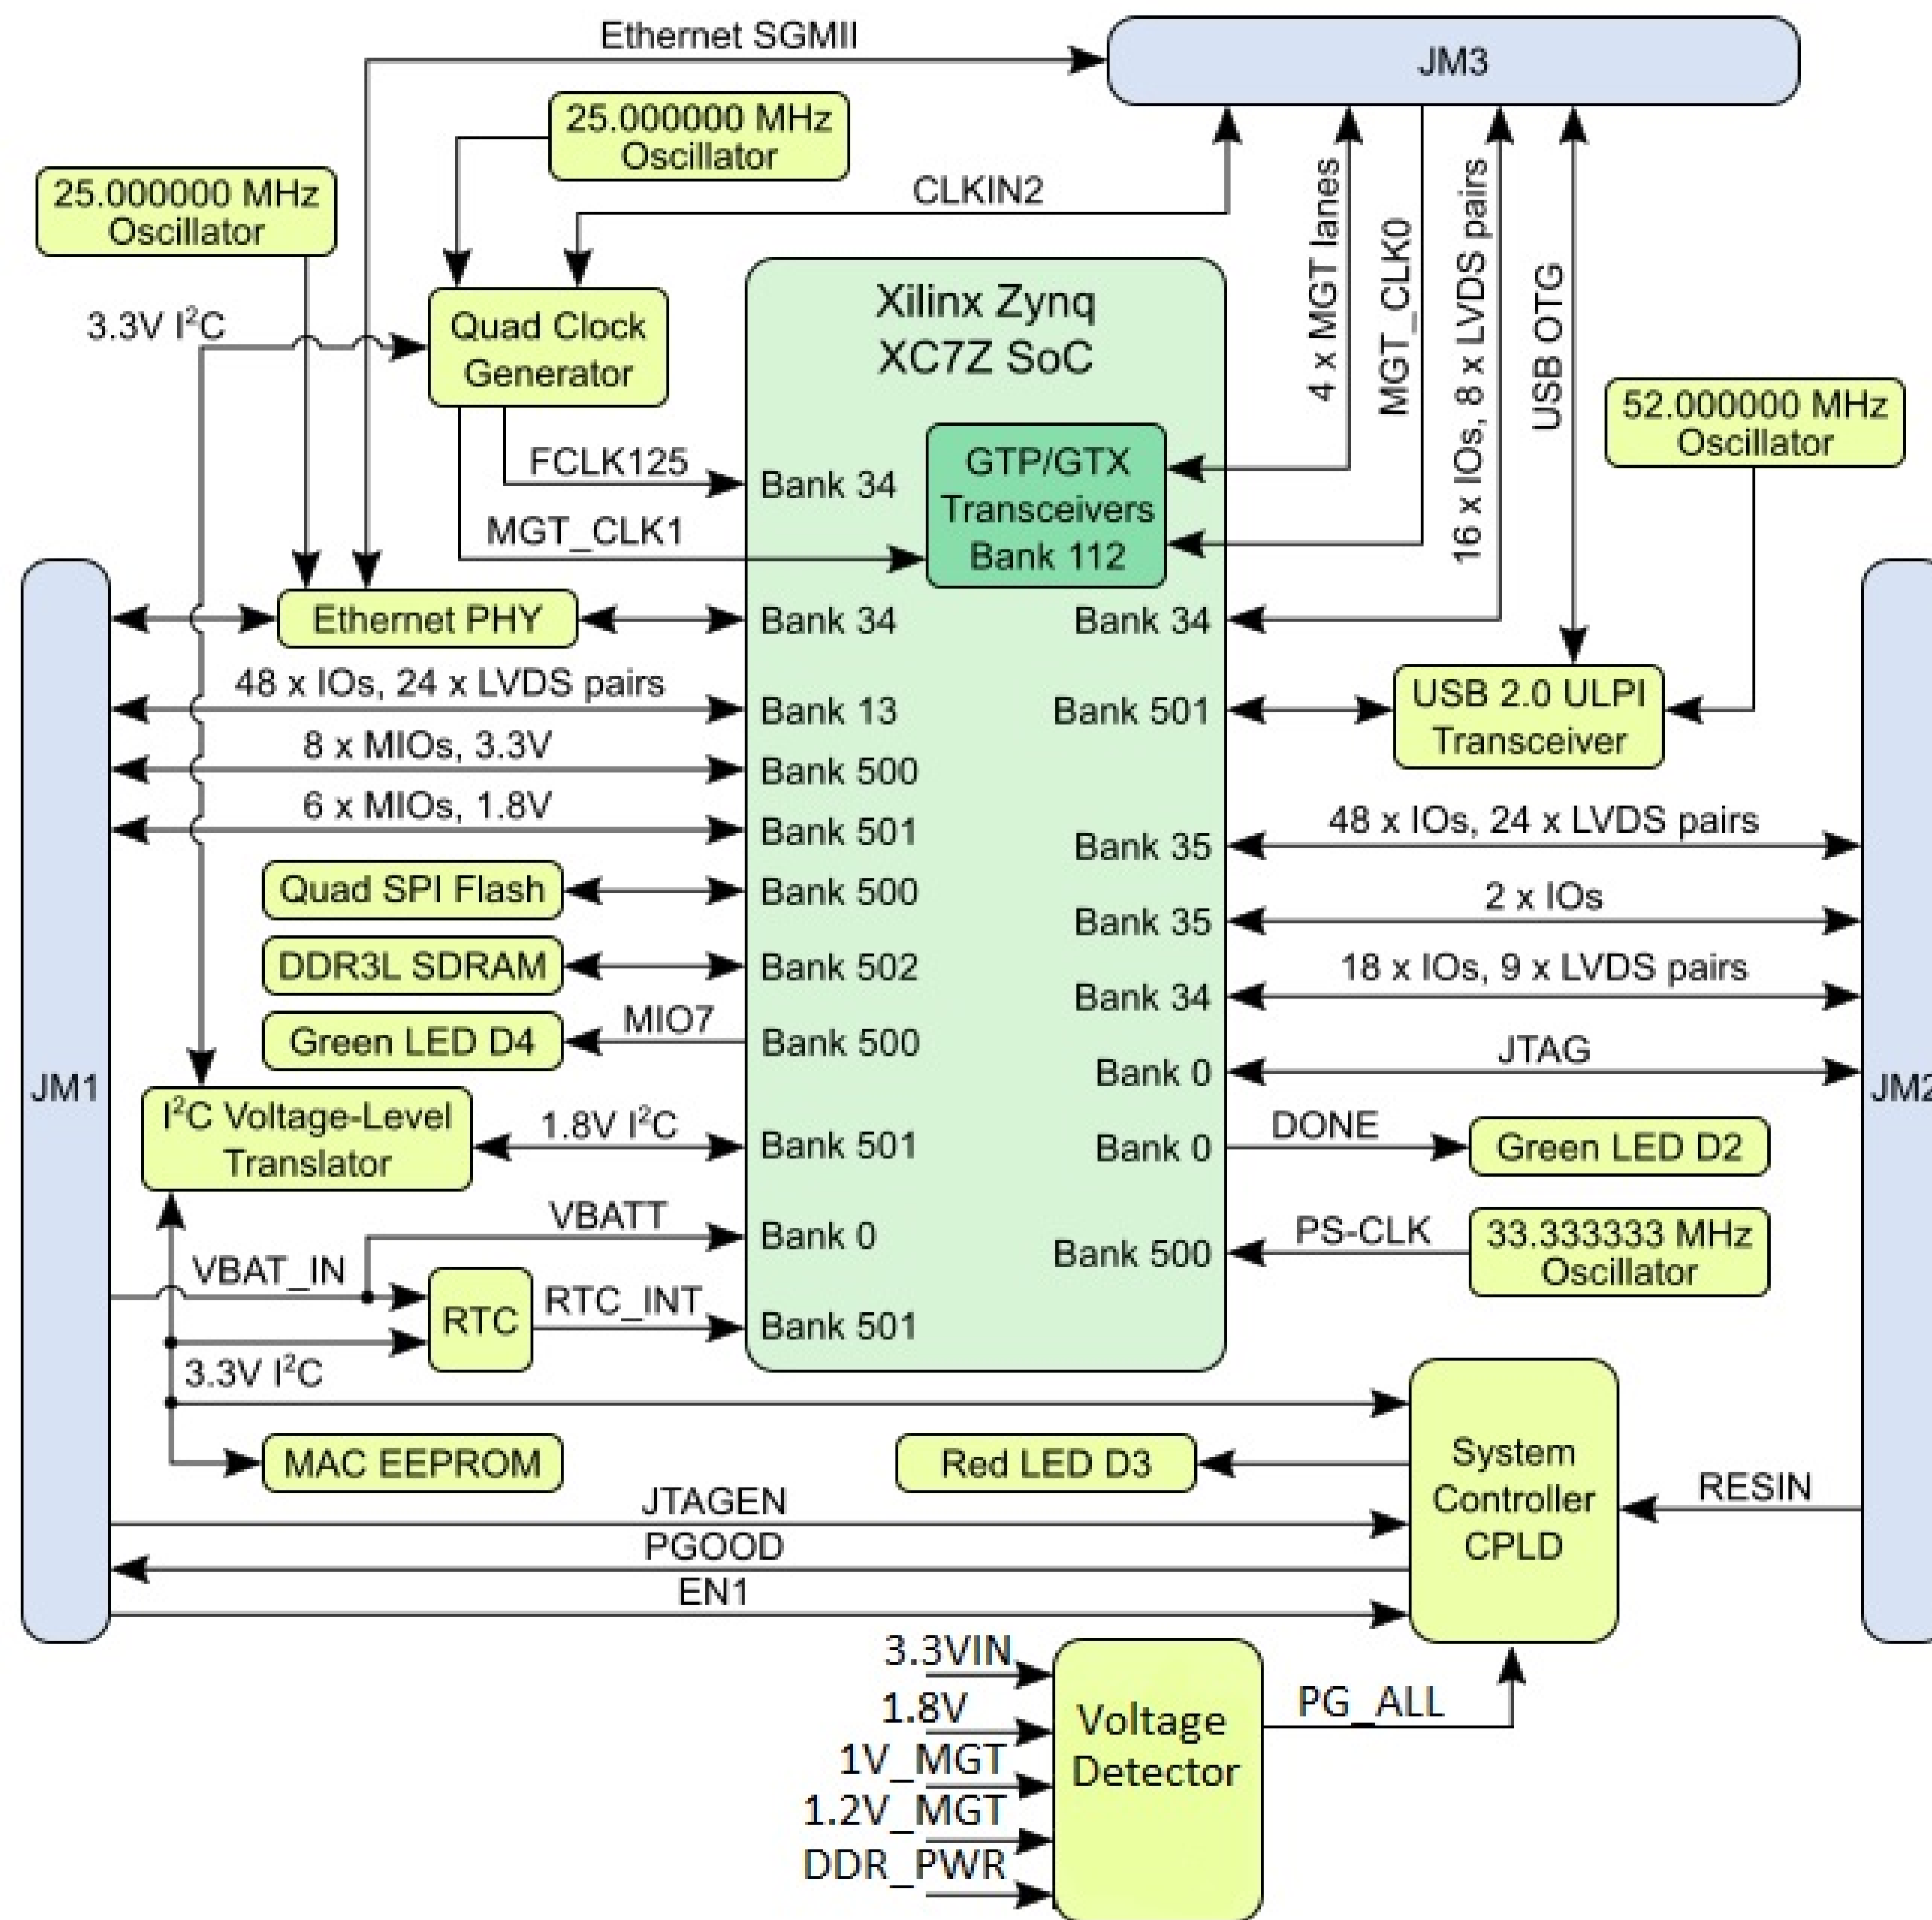 Ethernet SGMII
JM3
25.000000 MHz
Oscillator
25.000000 MHz
Oscillator
CLKIN2
4 x MGT lanes
MGT_CLK0
16 x IOs, 8 x LVDS pairs
USB OTG
3.3V I²C
Quad Clock
Generator
Xilinx Zynq
XC7Z SoC
52.000000 MHz
Oscillator
FCLK125
Bank 34
GTP/GTX
Transceivers
Bank 112
MGT_CLK1
Ethernet PHY
Bank 34
Bank 34
48 x IOs, 24 x LVDS pairs
Bank 13
Bank 501
USB 2.0 ULPI
Transceiver
8 x MIOs, 3.3V
Bank 500
6 x MIOs, 1.8V
Bank 501
48 x IOs, 24 x LVDS pairs
Bank 35
Quad SPI Flash
Bank 500
2 x IOs
Bank 35
DDR3L SDRAM
Bank 502
18 x IOs, 9 x LVDS pairs
Bank 34
Green LED D4
MIO7
Bank 500
JTAG
Bank 0
JM1
JM2
I²C Voltage-Level
Translator
1.8V I²C
Bank 501
Bank 0
DONE
Green LED D2
VBATT
Bank 0
Bank 500
PS-CLK
33.333333 MHz
Oscillator
VBAT_IN
RTC
RTC_INT
Bank 501
3.3V I²C
MAC EEPROM
Red LED D3
System
Controller
CPLD
RESIN
JTAGEN
PGOOD
EN1
3.3VIN
1.8V
1V_MGT
1.2V_MGT
DDR_PWR
Voltage
Detector
PG_ALL